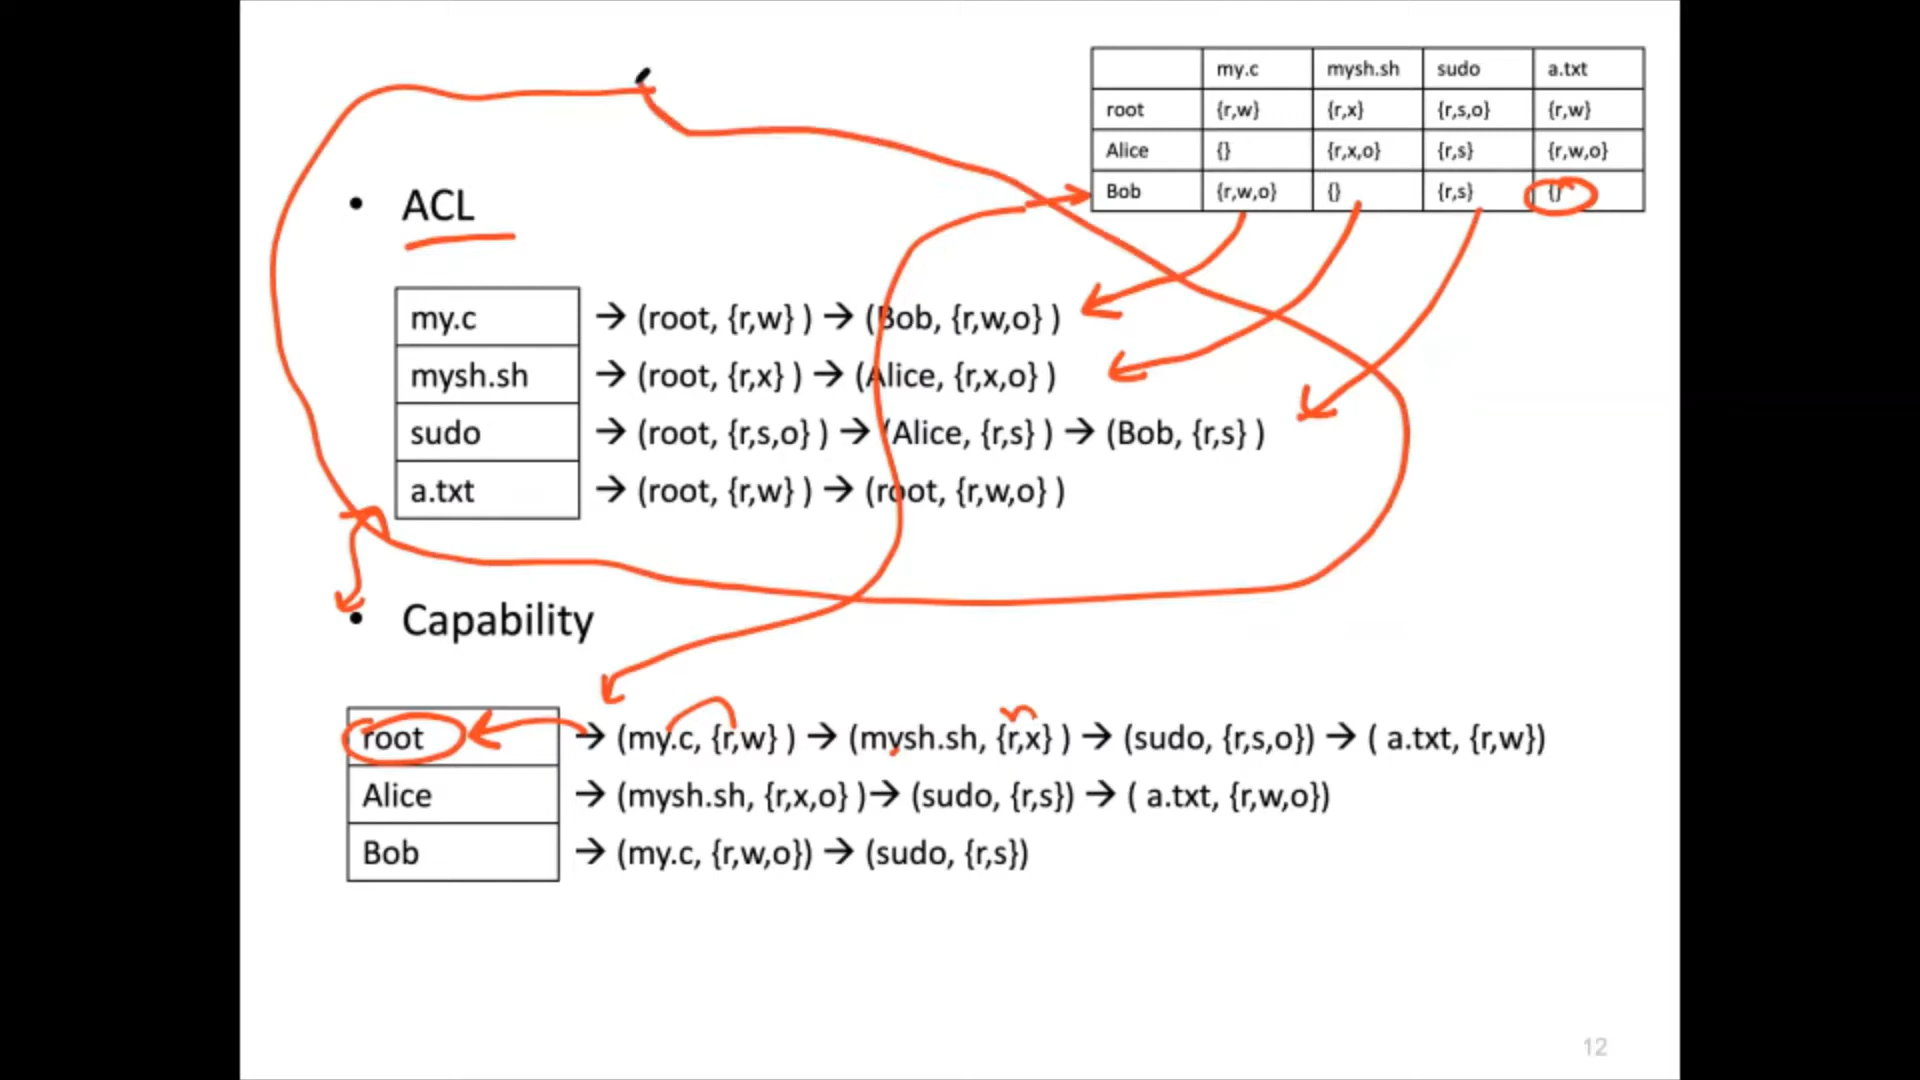 my.c mysh.sh sudo a.txt
root {r,w} {r,x} {r,s,o} {r,w}
Alice {} {r,x,o} {r,s} {r,w,o}
Bob {r,w,o} {} {r,s} {}
• ACL
my.c → (root, {r,w} ) → (Bob, {r,w,o} )
mysh.sh → (root, {r,x} ) → (Alice, {r,x,o} )
sudo → (root, {r,s,o} ) → (Alice, {r,s} ) → (Bob, {r,s} )
a.txt → (root, {r,w} ) → (root, {r,w,o} )
• Capability
root → (my.c, {r,w} ) → (mysh.sh, {r,x} ) → (sudo, {r,s,o}) → ( a.txt, {r,w})
Alice → (mysh.sh, {r,x,o} )→ (sudo, {r,s}) → ( a.txt, {r,w,o})
Bob → (my.c, {r,w,o}) → (sudo, {r,s})
12